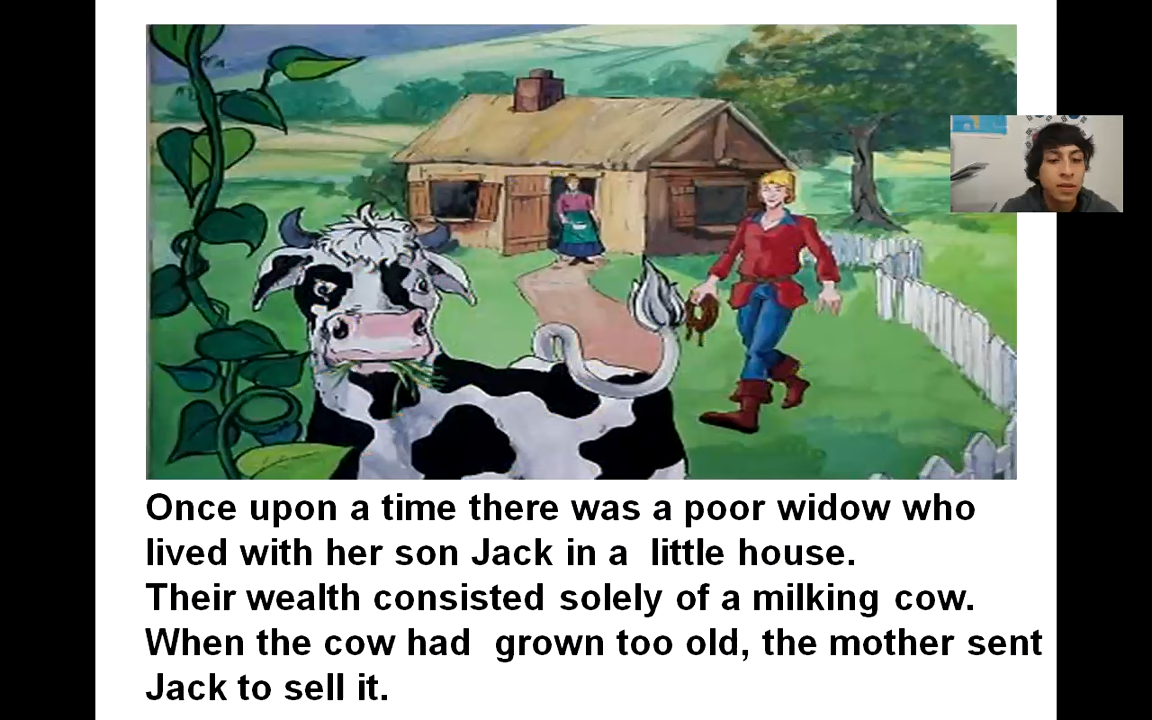 Once upon a time there was a poor widow who
lived with her son Jack in a  little house.
Their wealth consisted solely of a milking cow.
When the cow had  grown too old, the mother sent
Jack to sell it.